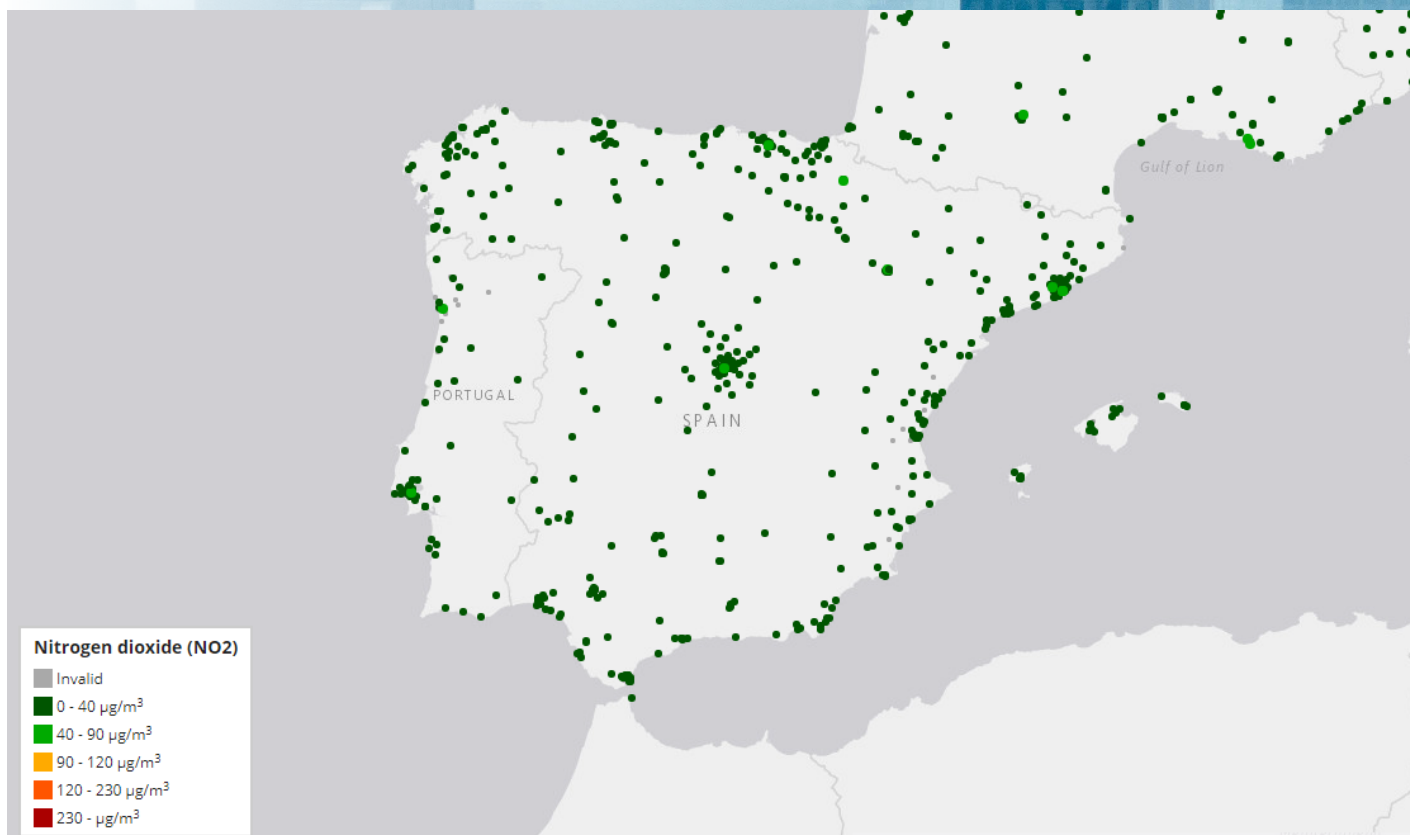 Gulf of Lion
PORTUGAL
SPAIN
Nitrogen dioxide (NO2)
Invalid
0 - 40 µg/m³
40 - 90 µg/m³
90 - 120 µg/m³
120 - 230 µg/m³
230 - µg/m³